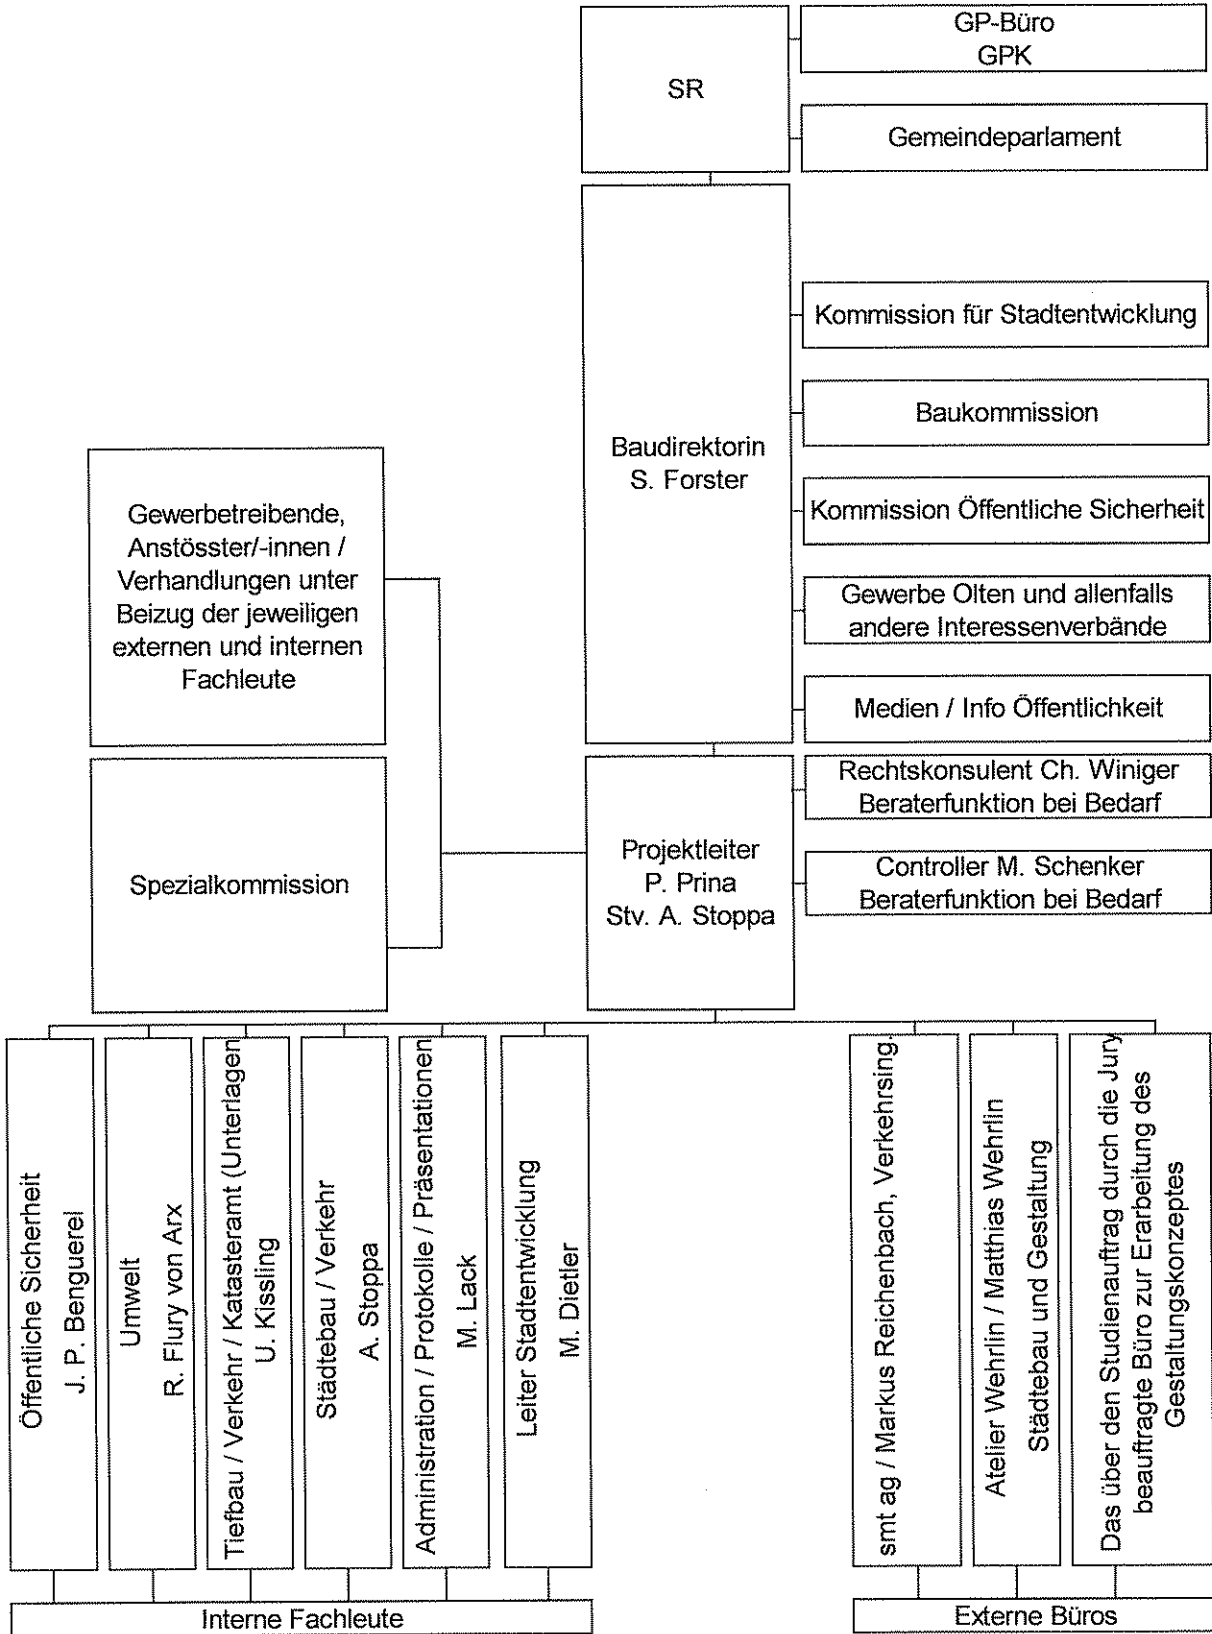 GP-Büro
GPK
SR
Gemeindeparlament
Kommission für Stadtentwicklung
Baukommission
Baudirektorin
S. Forster
Kommission Öffentliche Sicherheit
Gewerbe Olten und allenfalls
andere Interessenverbände
Medien / Info Öffentlichkeit
Gewerbetreibende,
Anstösster/-innen /
Verhandlungen unter
Beizug der jeweiligen
externen und internen
Fachleute
Spezialkommission
Projektleiter
P. Prina
Stv. A. Stoppa
Rechtskonsulent Ch. Winiger
Beraterfunktion bei Bedarf
Controller M. Schenker
Beraterfunktion bei Bedarf
Öffentliche Sicherheit
J. P. Benguerel
Umwelt
R. Flury von Arx
Tiefbau / Verkehr / Katasteramt (Unterlagen
U. Kissling
Städtebau / Verkehr
A. Stoppa
Administration / Protokolle / Präsentationen
M. Lack
Leiter Stadtentwicklung
M. Dietler
smt ag / Markus Reichenbach, Verkehrsing.
Atelier Wehrlin / Matthias Wehrlin
Städtebau und Gestaltung
Das über den Studienauftrag durch die Jury
beauftragte Büro zur Erarbeitung des
Gestaltungskonzeptes
Interne Fachleute
Externe Büros